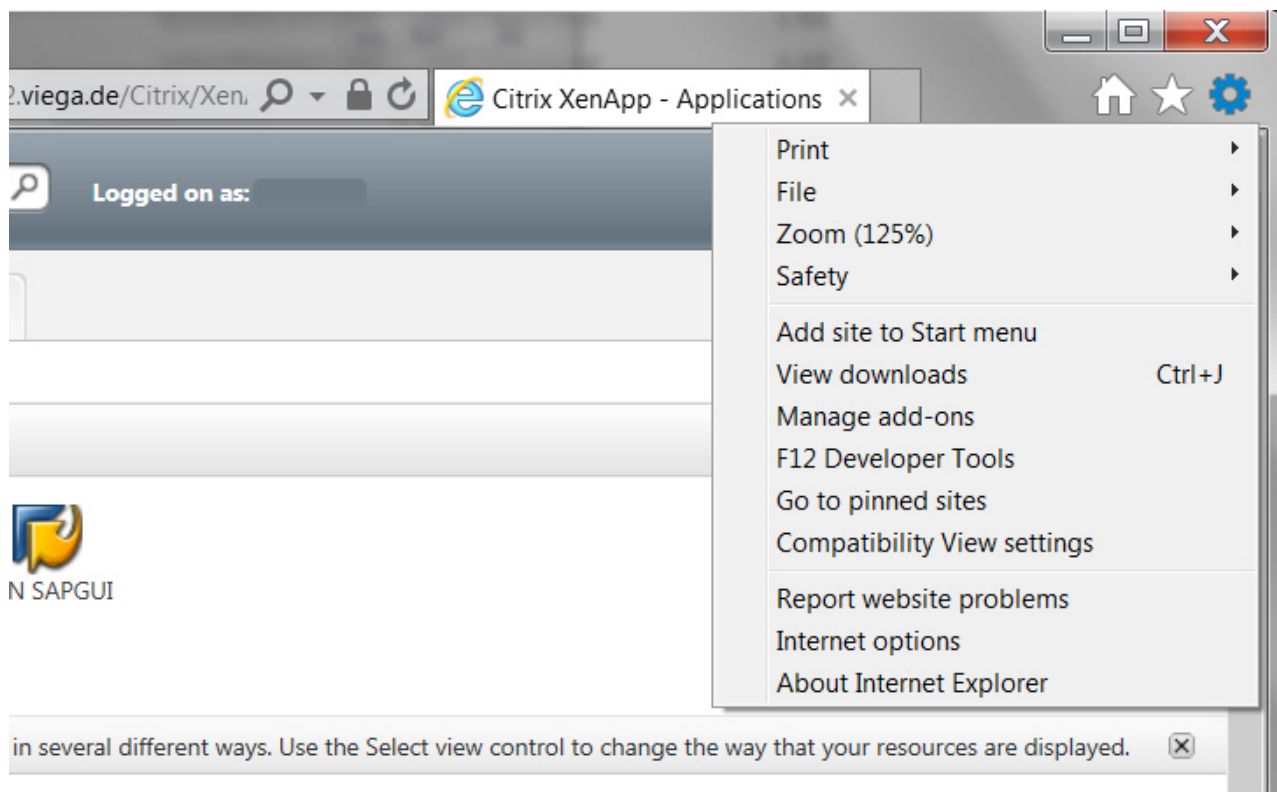 2.viega.de/Citrix/Xen
Citrix XenApp - Applications
Logged on as:
Print
File
Zoom (125%)
Safety
Add site to Start menu
View downloads Ctrl+J
Manage add-ons
F12 Developer Tools
Go to pinned sites
Compatibility View settings
N SAPGUI
Report website problems
Internet options
About Internet Explorer
in several different ways. Use the Select view control to change the way that your resources are displayed.